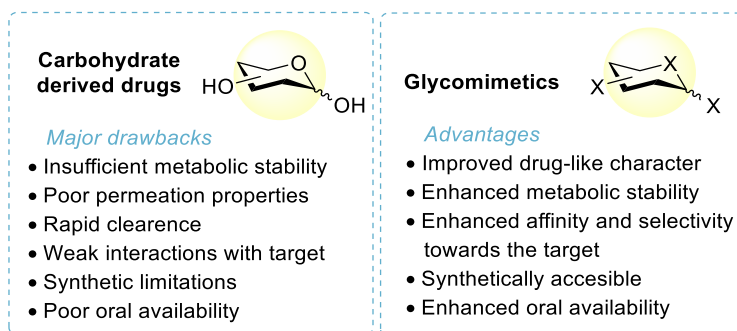 Carbohydrate
derived drugs
O
HO
OH
Major drawbacks
• Insufficient metabolic stability
• Poor permeation properties
• Rapid clearence
• Weak interactions with target
• Synthetic limitations
• Poor oral availability
Glycomimetics
X
X
X
Advantages
• Improved drug-like character
• Enhanced metabolic stability
• Enhanced affinity and selectivity
towards the target
• Synthetically accesible
• Enhanced oral availability